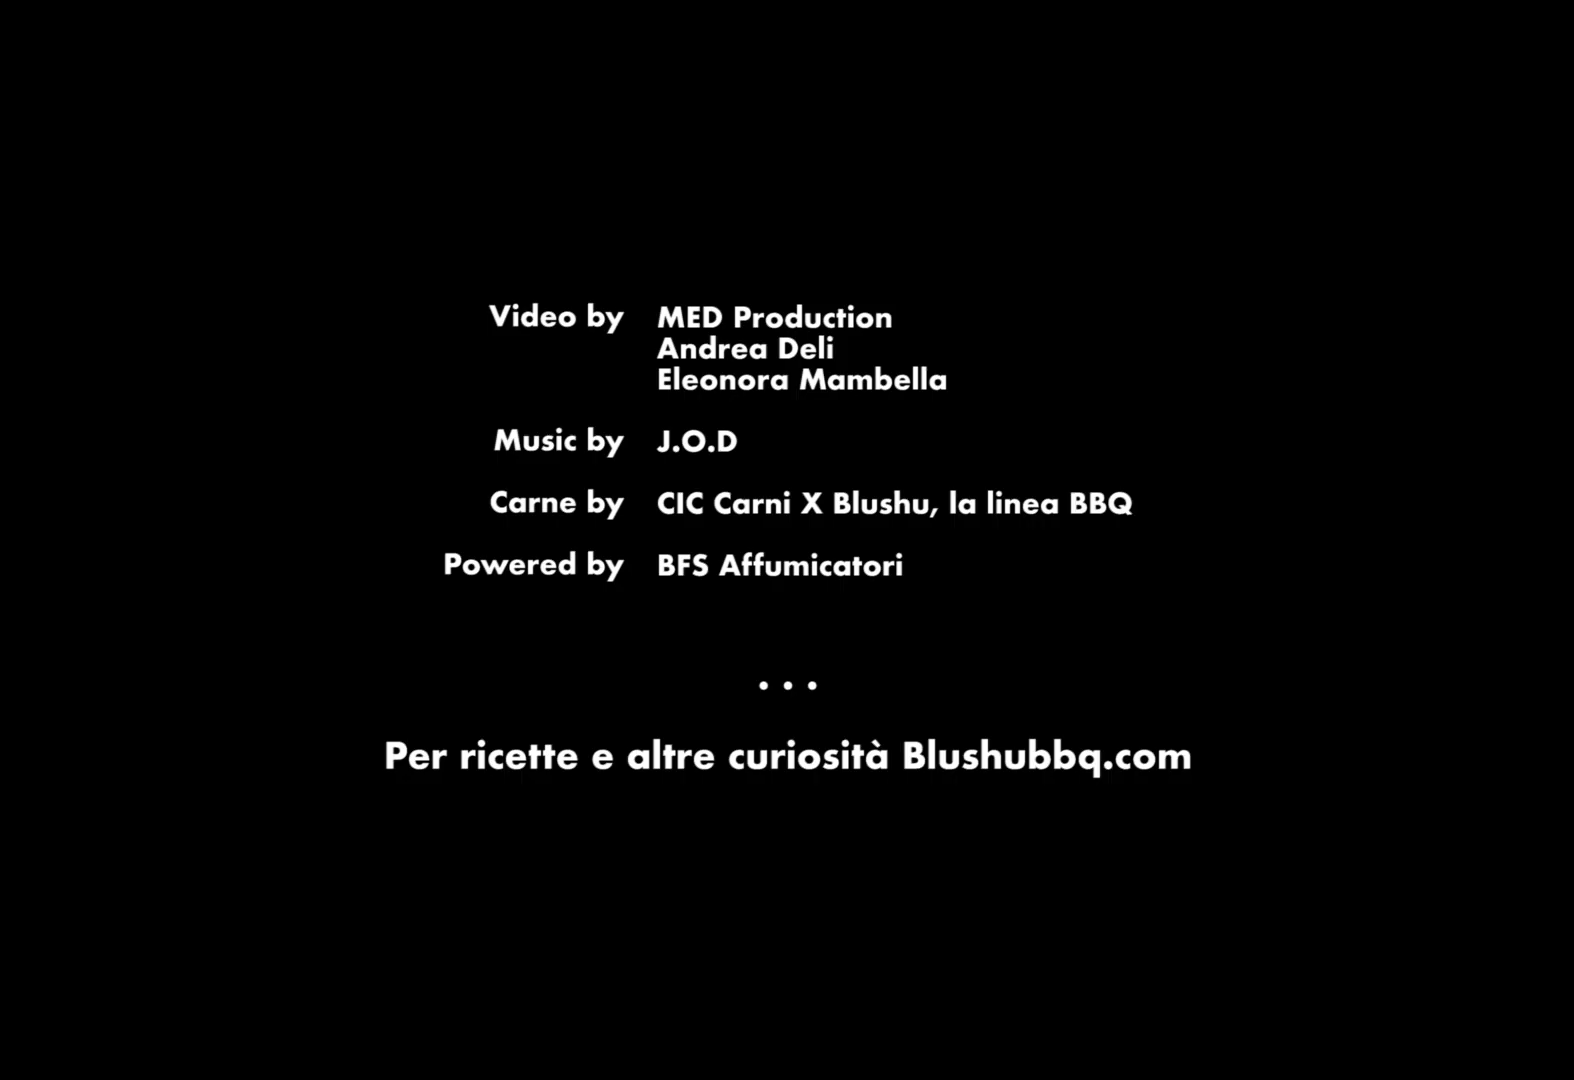 Video by MED Production
Andrea Deli
Eleonora Mambella
Music by J.O.D
Carne by CIC Carni X Blushu, la linea BBQ
Powered by BFS Affumicatori
...
Per ricette e altre curiosità Blushubbq.com